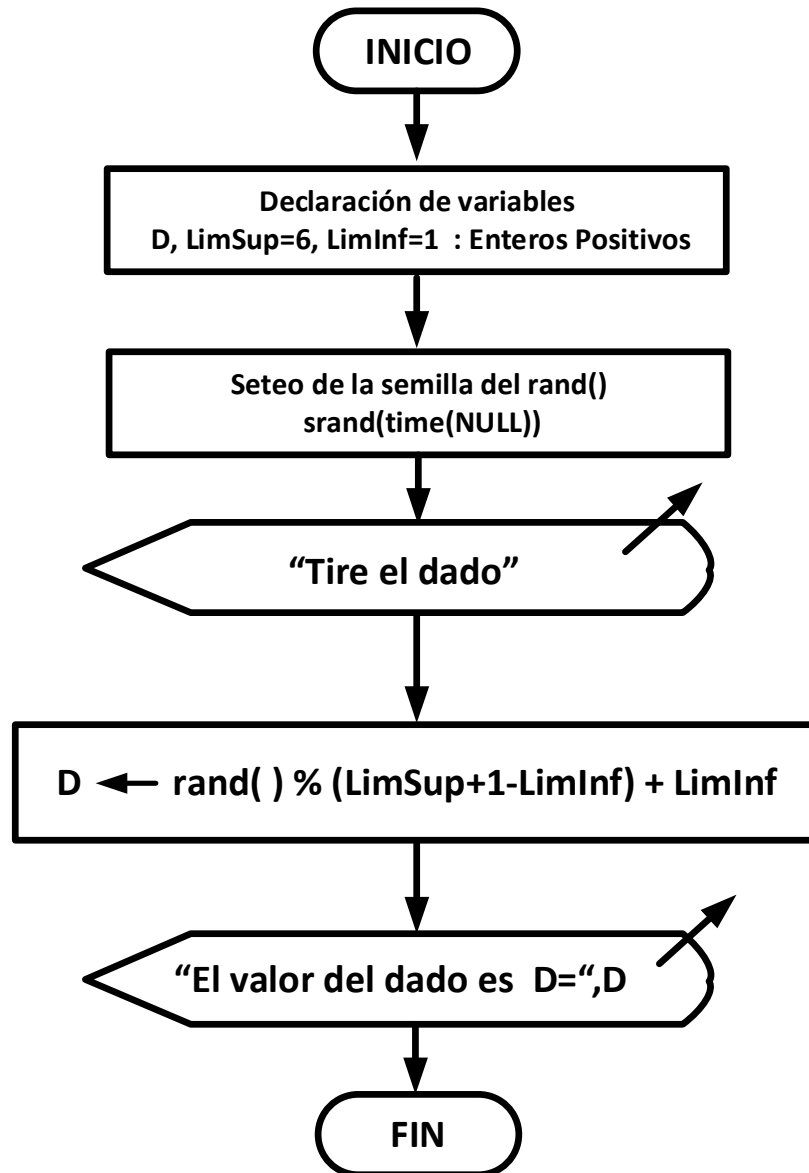 INICIO
Declaración de variables
D, LimSup=6, LimInf=1 : Enteros Positivos
Seteo de la semilla del rand()
srand(time(NULL))
“Tire el dado”
D ← rand( ) % (LimSup+1-LimInf) + LimInf
“El valor del dado es D=“,D
FIN